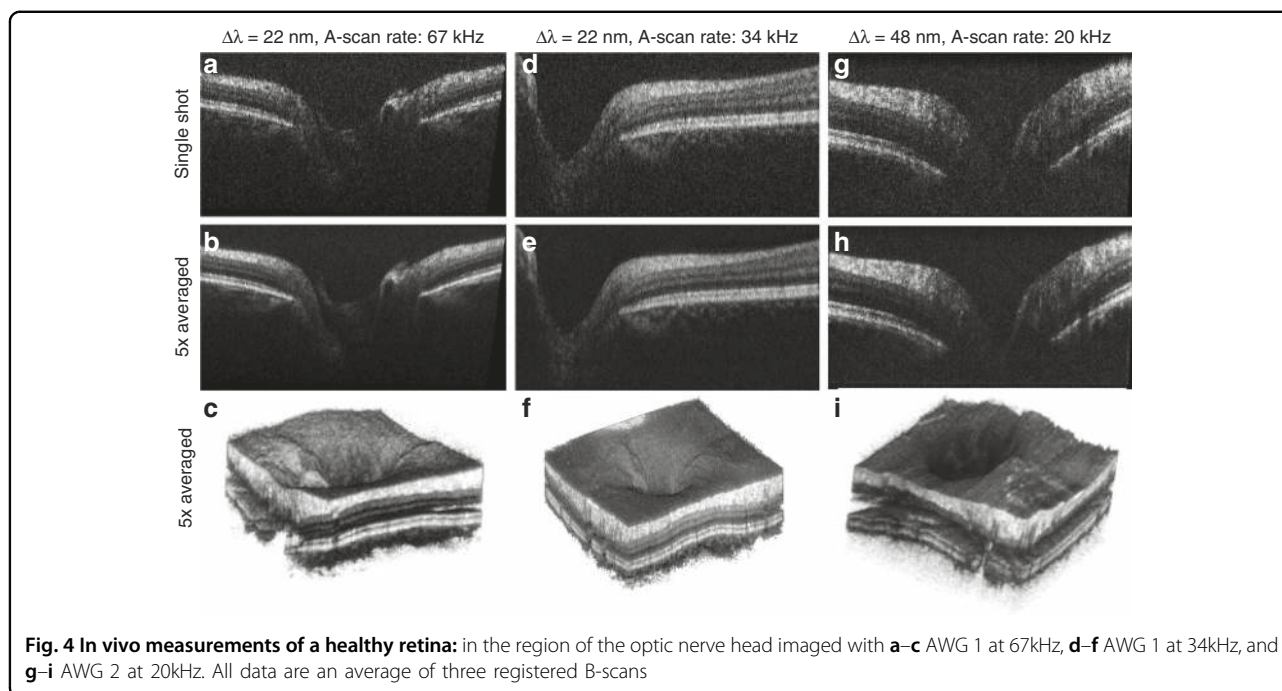 Δλ = 22 nm, A-scan rate: 67 kHz
Δλ = 22 nm, A-scan rate: 34 kHz
Δλ = 48 nm, A-scan rate: 20 kHz
Single shot
a
d
g
5x averaged
b
e
h
5x averaged
c
f
i
Fig. 4 In vivo measurements of a healthy retina: in the region of the optic nerve head imaged with a–c AWG 1 at 67kHz, d–f AWG 1 at 34kHz, and
g–i AWG 2 at 20kHz. All data are an average of three registered B-scans